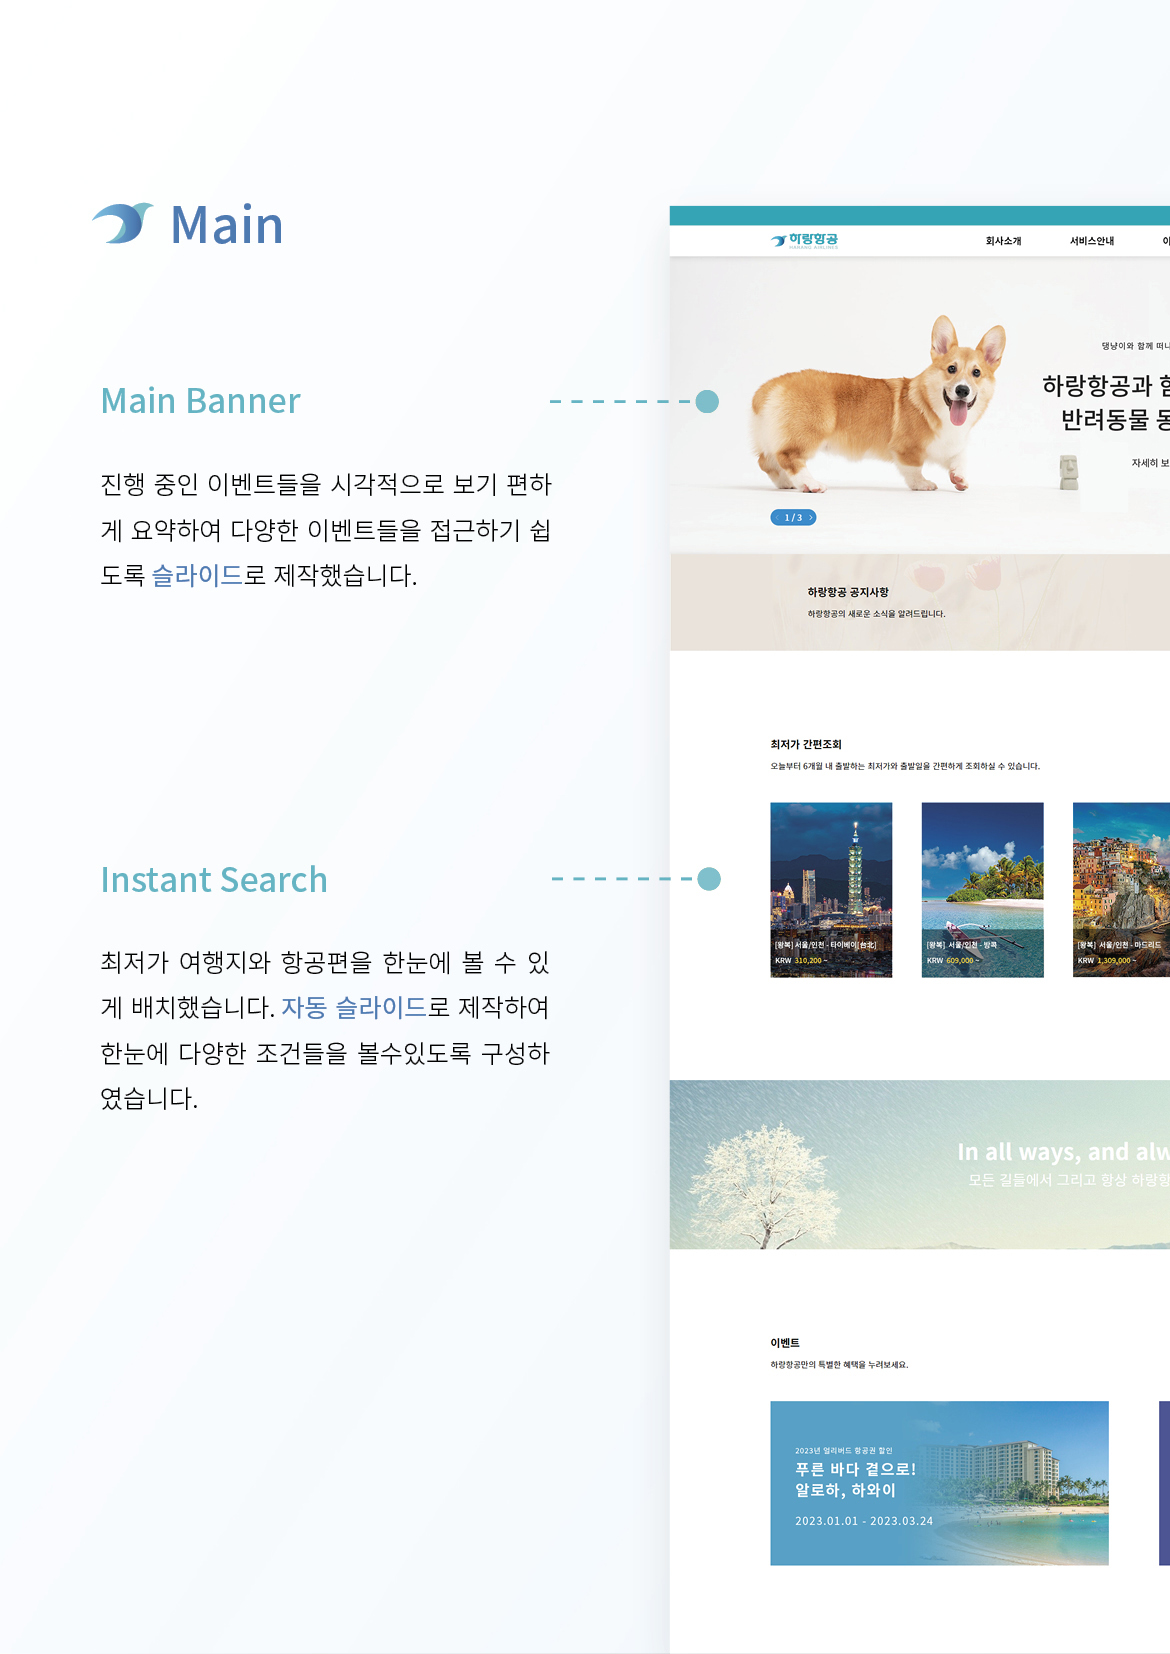 Main
Main Banner
진행 중인 이벤트들을 시각적으로 보기 편하
게 요약하여 다양한 이벤트들을 접근하기 쉽
도록 슬라이드로 제작했습니다.
Instant Search
최저가 여행지와 항공편을 한눈에 볼 수 있
게 배치했습니다. 자동 슬라이드로 제작하여
한눈에 다양한 조건들을 볼수있도록 구성하
였습니다.
하랑항공
HARANG AIRLINES
회사소개 서비스안내
댕냥이와 함께 떠나
하랑항공과 함
반려동물 동
자세히 보
1 / 3
하랑항공 공지사항
하랑항공의 새로운 소식을 알려드립니다.
최저가 간편조회
오늘부터 6개월 내 출발하는 최저가와 출발일을 간편하게 조회하실 수 있습니다.
[왕복] 서울/인천 - 타이베이[台北]
KRW 310,200 ~
[왕복] 서울/인천 - 방콕
KRW 609,000 ~
[왕복] 서울/인천 - 마드리드
KRW 1,309,000 ~
In all ways, and alw
모든 길들에서 그리고 항상 하랑항
이벤트
하랑항공만의 특별한 혜택을 누려보세요.
2023년 얼리버드 항공권 할인
푸른 바다 곁으로!
알로하, 하와이
2023.01.01 - 2023.03.24